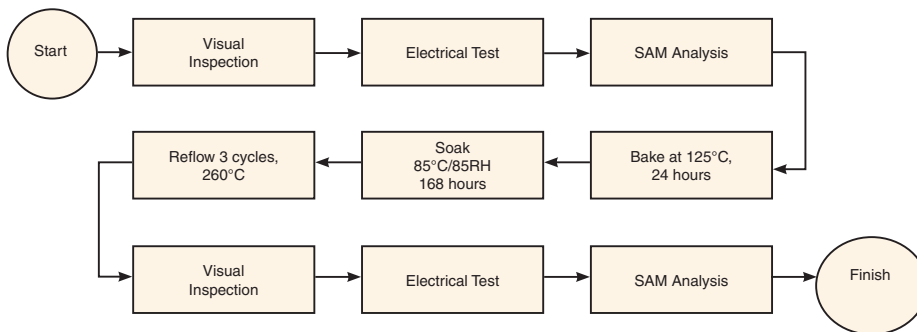 Start
Visual
Inspection
Electrical Test
SAM Analysis
Bake at 125°C,
24 hours
Soak
85°C/85RH
168 hours
Reflow 3 cycles,
260°C
Visual
Inspection
Electrical Test
SAM Analysis
Finish